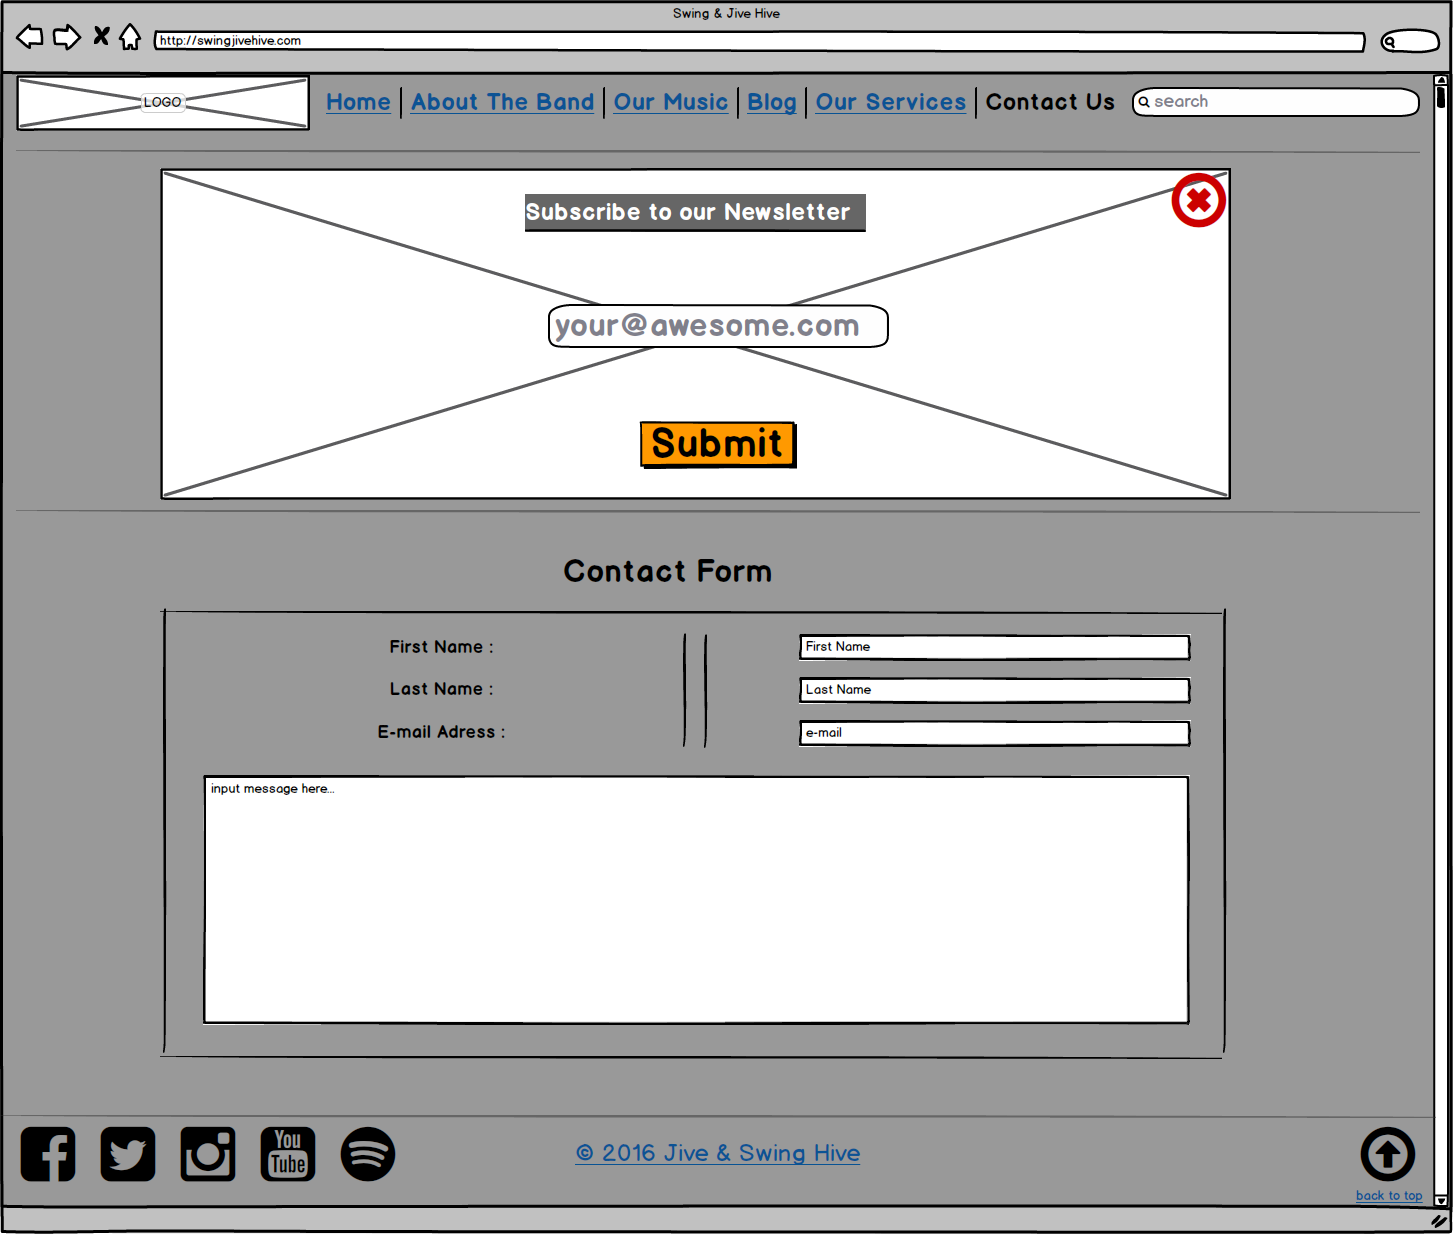 Swing & Jive Hive
http://swingjivehive.com
LOGO Home About The Band Our Music Blog Our Services Contact Us search
Subscribe to our Newsletter
your@awesome.com
Submit
Contact Form
First Name : First Name
Last Name : Last Name
E-mail Adress : e-mail
input message here...
You
Tube
© 2016 Jive & Swing Hive
back to top